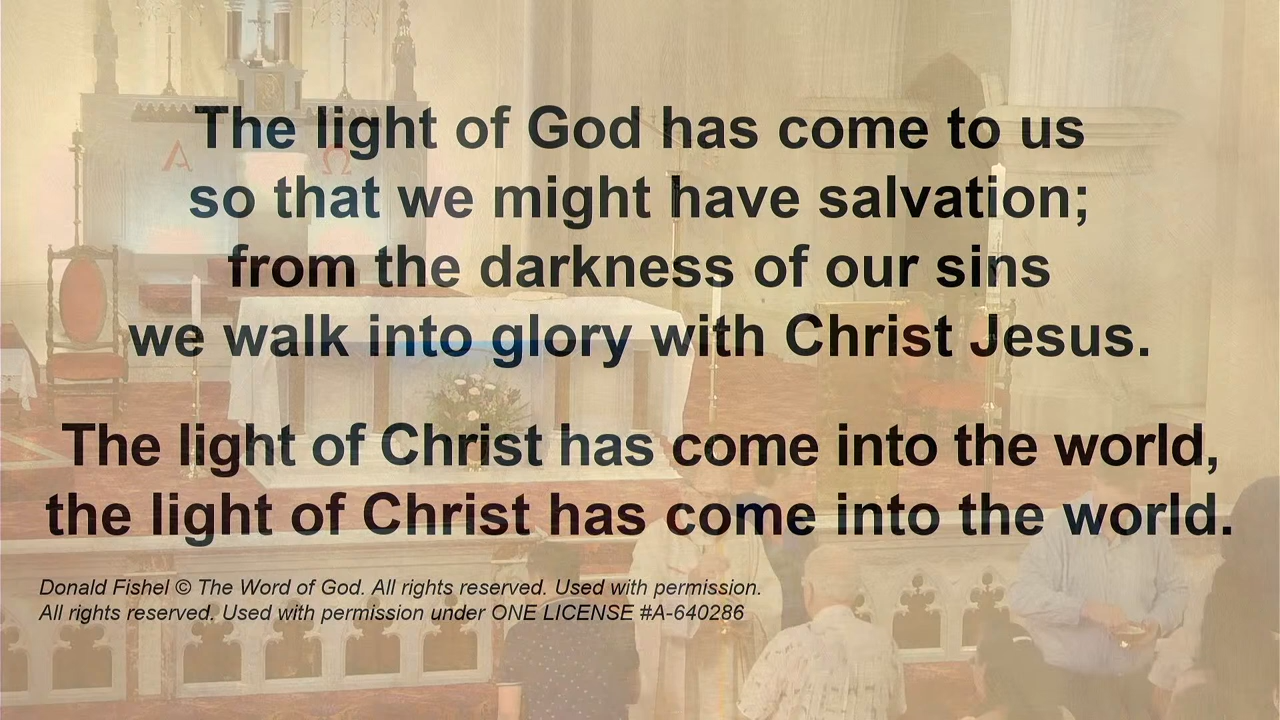 Α Ω
The light of God has come to us
so that we might have salvation;
from the darkness of our sins
we walk into glory with Christ Jesus.
The light of Christ has come into the world,
the light of Christ has come into the world.
Donald Fishel © The Word of God. All rights reserved. Used with permission.
All rights reserved. Used with permission under ONE LICENSE #A-640286